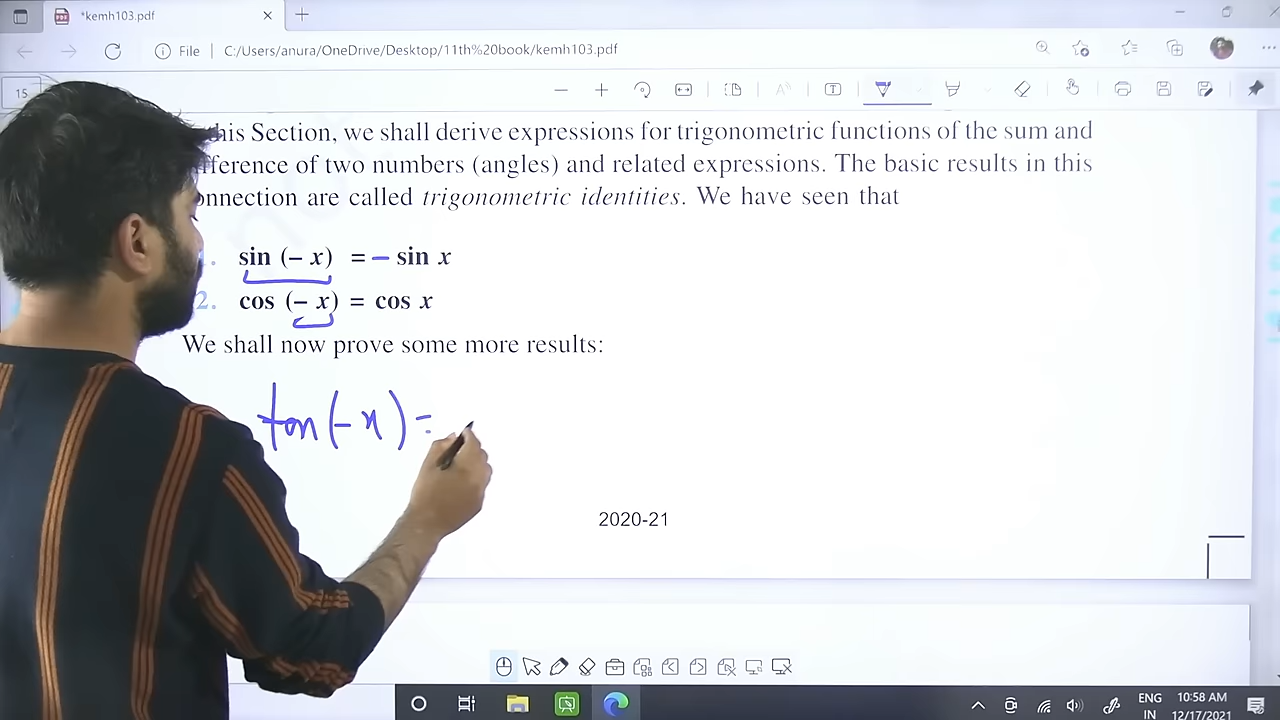 *kemh103.pdf
File | C:/Users/anura/OneDrive/Desktop/11th%20book/kemh103.pdf
15
his Section, we shall derive expressions for trigonometric functions of the sum and
fference of two numbers (angles) and related expressions. The basic results in this
onnection are called trigonometric identities. We have seen that
1. sin (– x) = – sin x
2. cos (– x) = cos x
We shall now prove some more results:
tan(-x) =
2020-21
ENG 10:58 AM
IN 12/17/2021